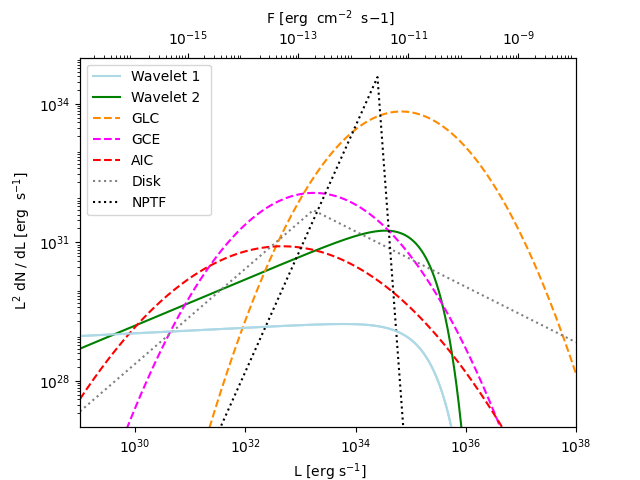 F [erg cm⁻² s−1]
10⁻¹⁵ 10⁻¹³ 10⁻¹¹ 10⁻⁹
Wavelet 1
Wavelet 2
GLC
GCE
AIC
Disk
NPTF
10³⁴
10³¹
10²⁸
L² dN / dL [erg s⁻¹]
10³⁰ 10³² 10³⁴ 10³⁶ 10³⁸
L [erg s⁻¹]